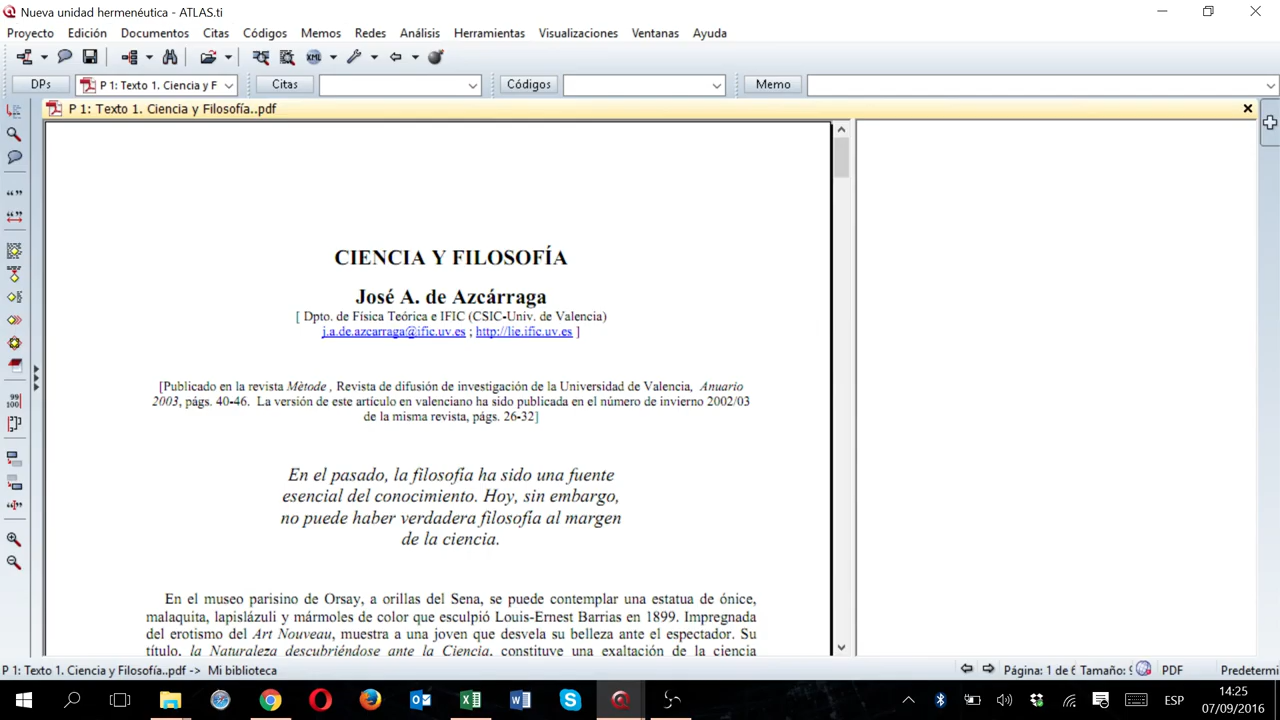 Nueva unidad hermenéutica - ATLAS.ti
Proyecto Edición Documentos Citas Códigos Memos Redes Análisis Herramientas Visualizaciones Ventanas Ayuda
DPs P 1: Texto 1. Ciencia y F Citas Códigos Memo
P 1: Texto 1. Ciencia y Filosofía..pdf
CIENCIA Y FILOSOFÍA
José A. de Azcárraga
[ Dpto. de Física Teórica e IFIC (CSIC-Univ. de Valencia)
j.a.de.azcarraga@ific.uv.es ; http://lie.ific.uv.es ]
[Publicado en la revista Mètode , Revista de difusión de investigación de la Universidad de Valencia, Anuario
2003, págs. 40-46. La versión de este artículo en valenciano ha sido publicada en el número de invierno 2002/03
de la misma revista, págs. 26-32]
En el pasado, la filosofía ha sido una fuente
esencial del conocimiento. Hoy, sin embargo,
no puede haber verdadera filosofía al margen
de la ciencia.
En el museo parisino de Orsay, a orillas del Sena, se puede contemplar una estatua de ónice,
malaquita, lapislázuli y mármoles de color que esculpió Louis-Ernest Barrias en 1899. Impregnada
del erotismo del Art Nouveau, muestra a una joven que desvela su belleza ante el espectador. Su
título, la Naturaleza descubriéndose ante la Ciencia, constituye una exaltación de la ciencia
P 1: Texto 1. Ciencia y Filosofía..pdf -> Mi biblioteca
Página: 1 de 6 Tamaño: PDF Predetermi
ESP
14:25
07/09/2016